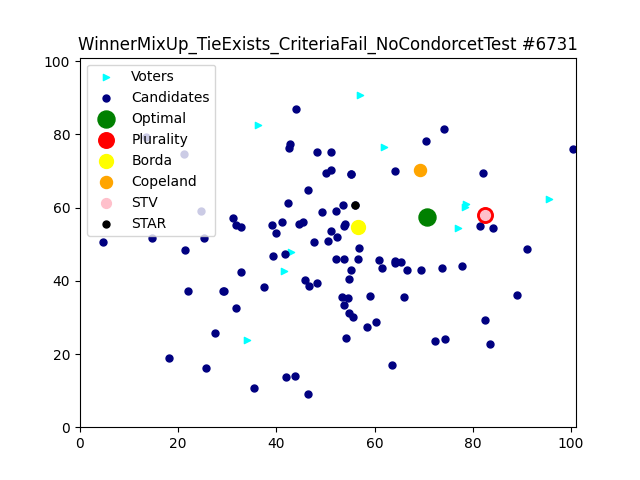 WinnerMixUp_TieExists_CriteriaFail_NoCondorcetTest #6731
100
80
60
40
20
0
0 20 40 60 80 100
Voters
Candidates
Optimal
Plurality
Borda
Copeland
STV
STAR